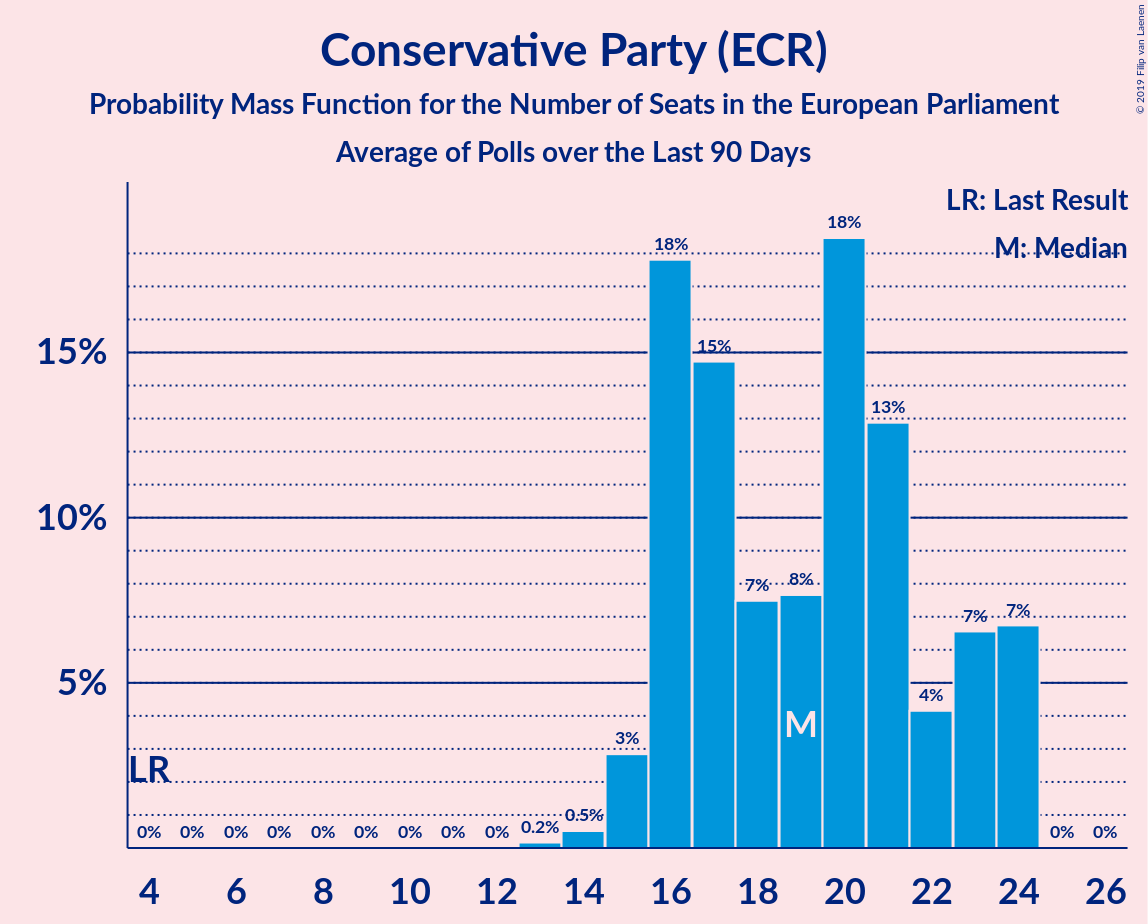 Conservative Party (ECR)
Probability Mass Function for the Number of Seats in the European Parliament
Average of Polls over the Last 90 Days
© 2019 Filip van Laenen
LR: Last Result
M: Median
15%
10%
5%
LR
M
0% 0% 0% 0% 0% 0% 0% 0% 0% 0.2% 0.5% 3% 18% 15% 7% 8% 18% 13% 4% 7% 7% 0% 0%
4 6 8 10 12 14 16 18 20 22 24 26